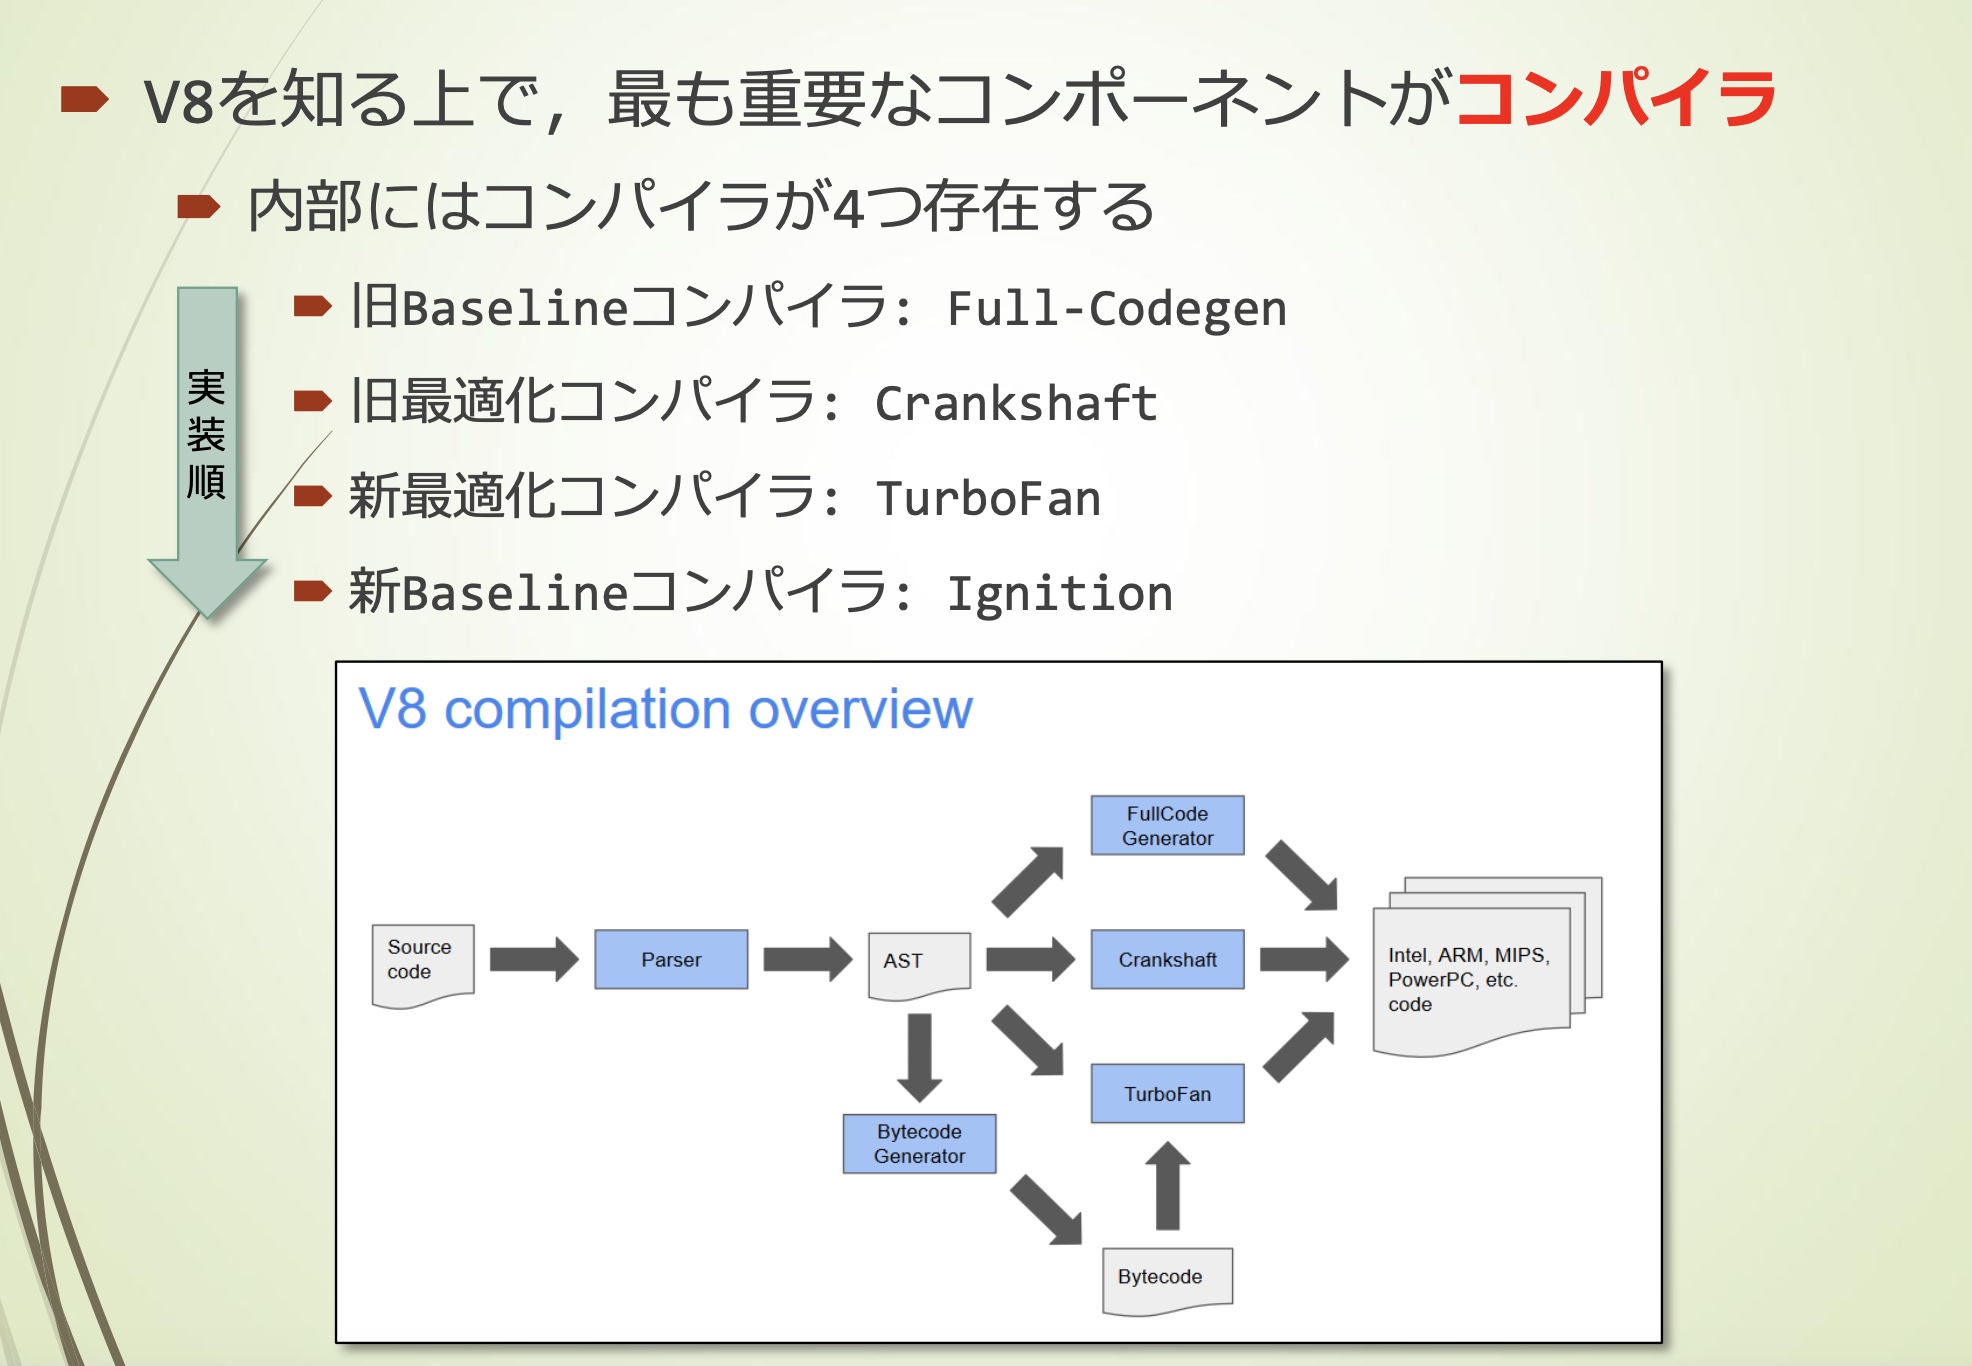 V8を知る上で, 最も重要なコンポーネントがコンパイラ
内部にはコンパイラが4つ存在する
実装順
旧Baselineコンパイラ: Full-Codegen
旧最適化コンパイラ: Crankshaft
新最適化コンパイラ: TurboFan
新Baselineコンパイラ: Ignition
V8 compilation overview
Source
code
Parser
AST
FullCode
Generator
Crankshaft
TurboFan
Bytecode
Generator
Bytecode
Intel, ARM, MIPS,
PowerPC, etc.
code